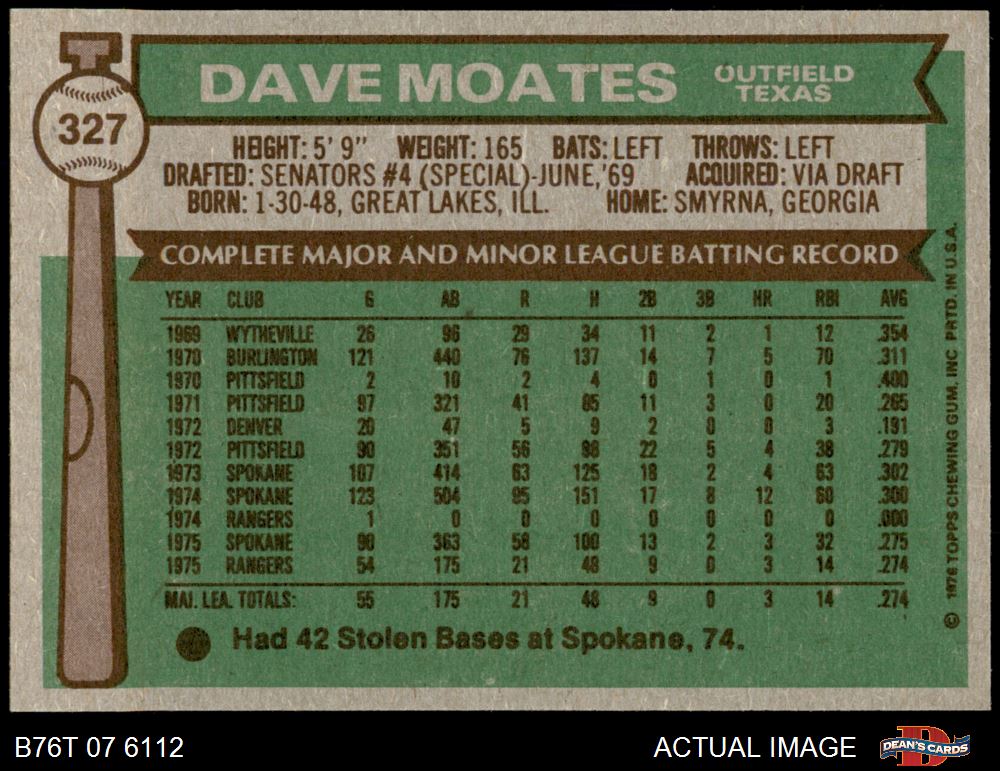 327
DAVE MOATES
OUTFIELD
TEXAS
HEIGHT: 5' 9" WEIGHT: 165 BATS: LEFT THROWS: LEFT
DRAFTED: SENATORS #4 (SPECIAL)-JUNE,'69 ACQUIRED: VIA DRAFT
BORN: 1-30-48, GREAT LAKES, ILL. HOME: SMYRNA, GEORGIA
COMPLETE MAJOR AND MINOR LEAGUE BATTING RECORD
YEAR CLUB G AB R H 2B 3B HR RBI AVG
1969 WYTHEVILLE 26 96 29 34 11 2 1 12 .354
1970 BURLINGTON 121 440 76 137 14 7 5 70 .311
1970 PITTSFIELD 2 10 2 4 0 1 0 1 .400
1971 PITTSFIELD 97 321 41 85 11 3 0 20 .265
1972 DENVER 20 47 5 9 2 0 0 3 .191
1972 PITTSFIELD 90 351 56 98 22 5 4 38 .279
1973 SPOKANE 107 414 63 125 18 2 4 63 .302
1974 SPOKANE 123 504 95 151 17 8 12 60 .300
1974 RANGERS 1 0 0 0 0 0 0 0 .000
1975 SPOKANE 90 363 58 100 13 2 3 32 .275
1975 RANGERS 54 175 21 48 9 0 3 14 .274
MAJ. LEA. TOTALS: 55 175 21 48 9 0 3 14 .274
Had 42 Stolen Bases at Spokane, 74.
© 1976 TOPPS CHEWING GUM, INC PRTD. IN U.S.A.
B76T 07 6112
ACTUAL IMAGE
DEAN'S CARDS